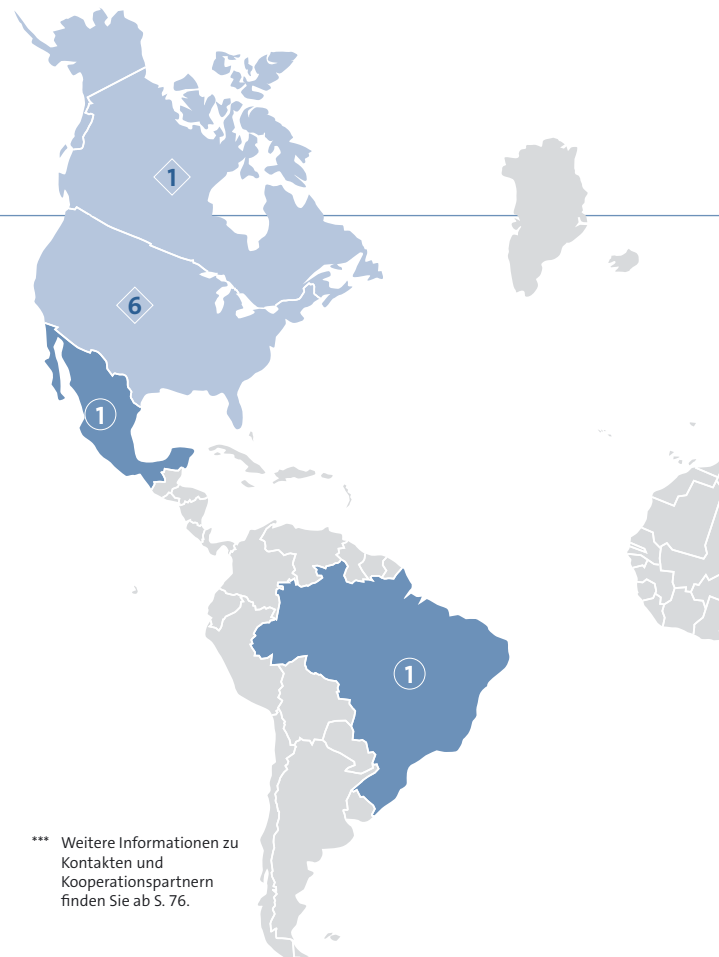 1
6
1
1
*** Weitere Informationen zu
Kontakten und
Kooperationspartnern
finden Sie ab S. 76.